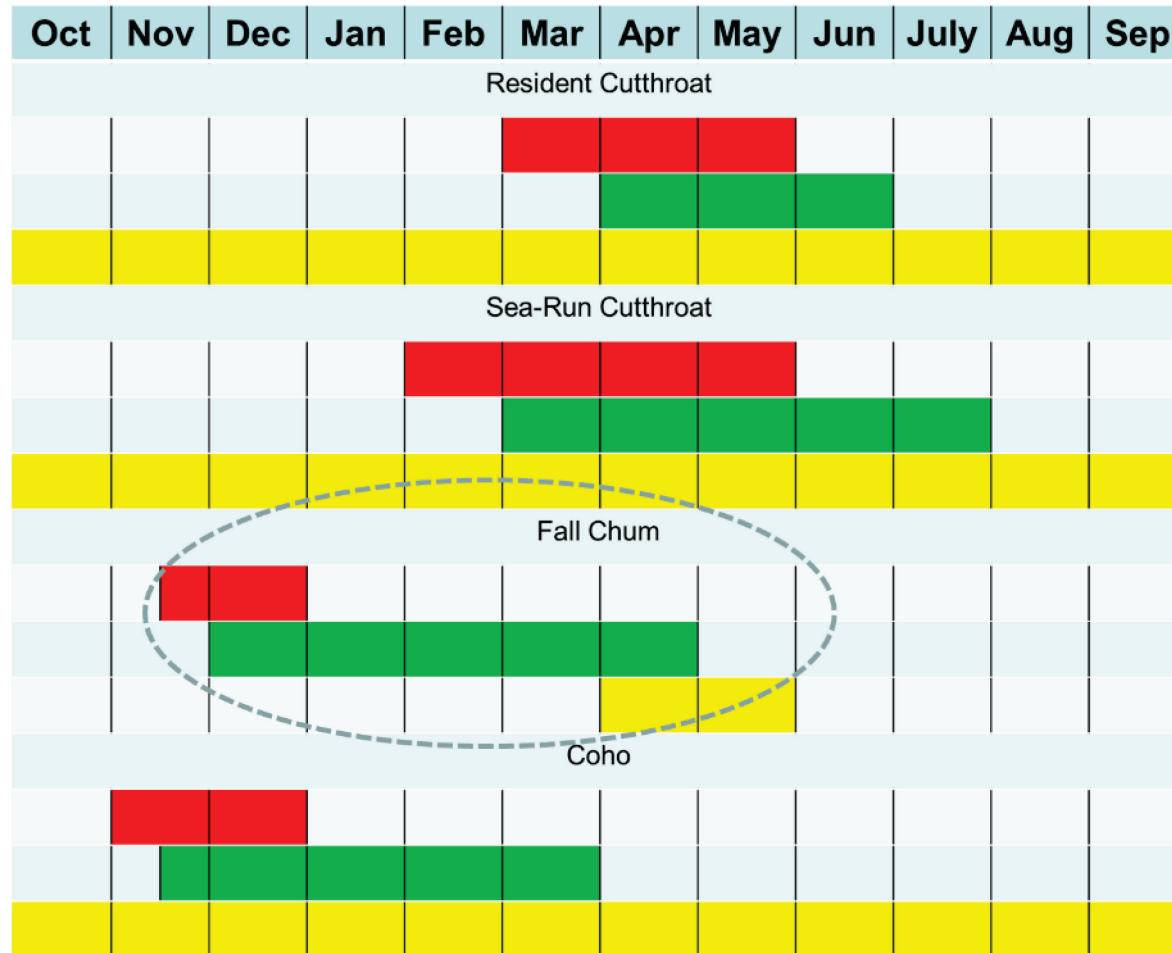 Oct Nov Dec Jan Feb Mar Apr May Jun July Aug Sep
Resident Cutthroat
Sea-Run Cutthroat
Fall Chum
Coho